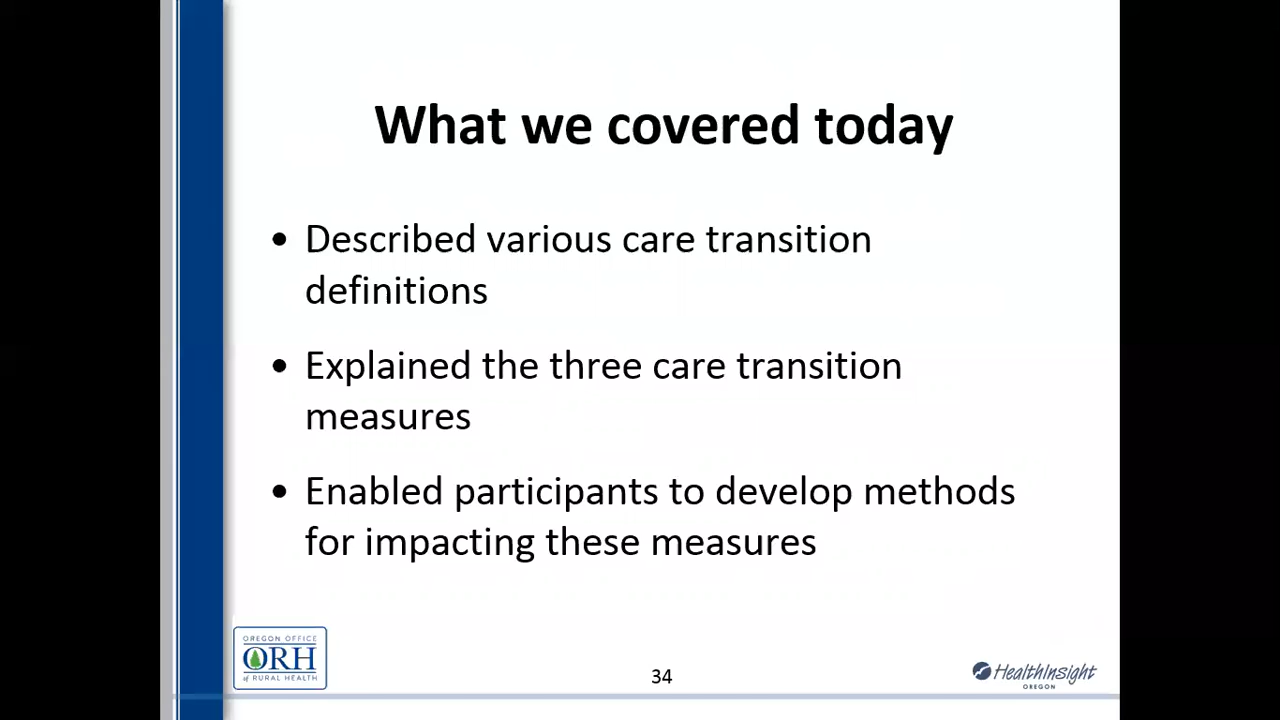 What we covered today
• Described various care transition
definitions
• Explained the three care transition
measures
• Enabled participants to develop methods
for impacting these measures
OREGON OFFICE
ORH
of RURAL HEALTH
34
HealthInsight
OREGON